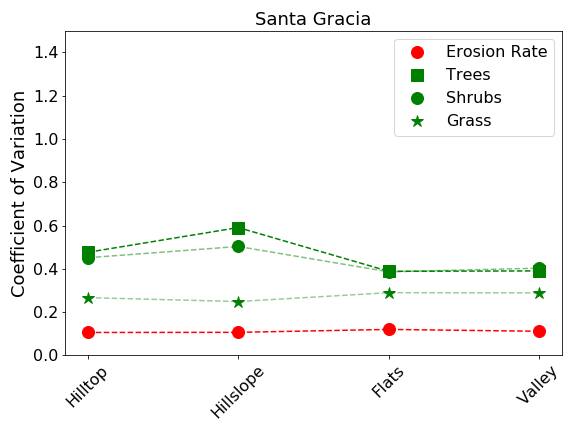 Santa Gracia
Coefficient of Variation
1.4
1.2
1.0
0.8
0.6
0.4
0.2
0.0
Erosion Rate
Trees
Shrubs
Grass
Hilltop
Hillslope
Flats
Valley